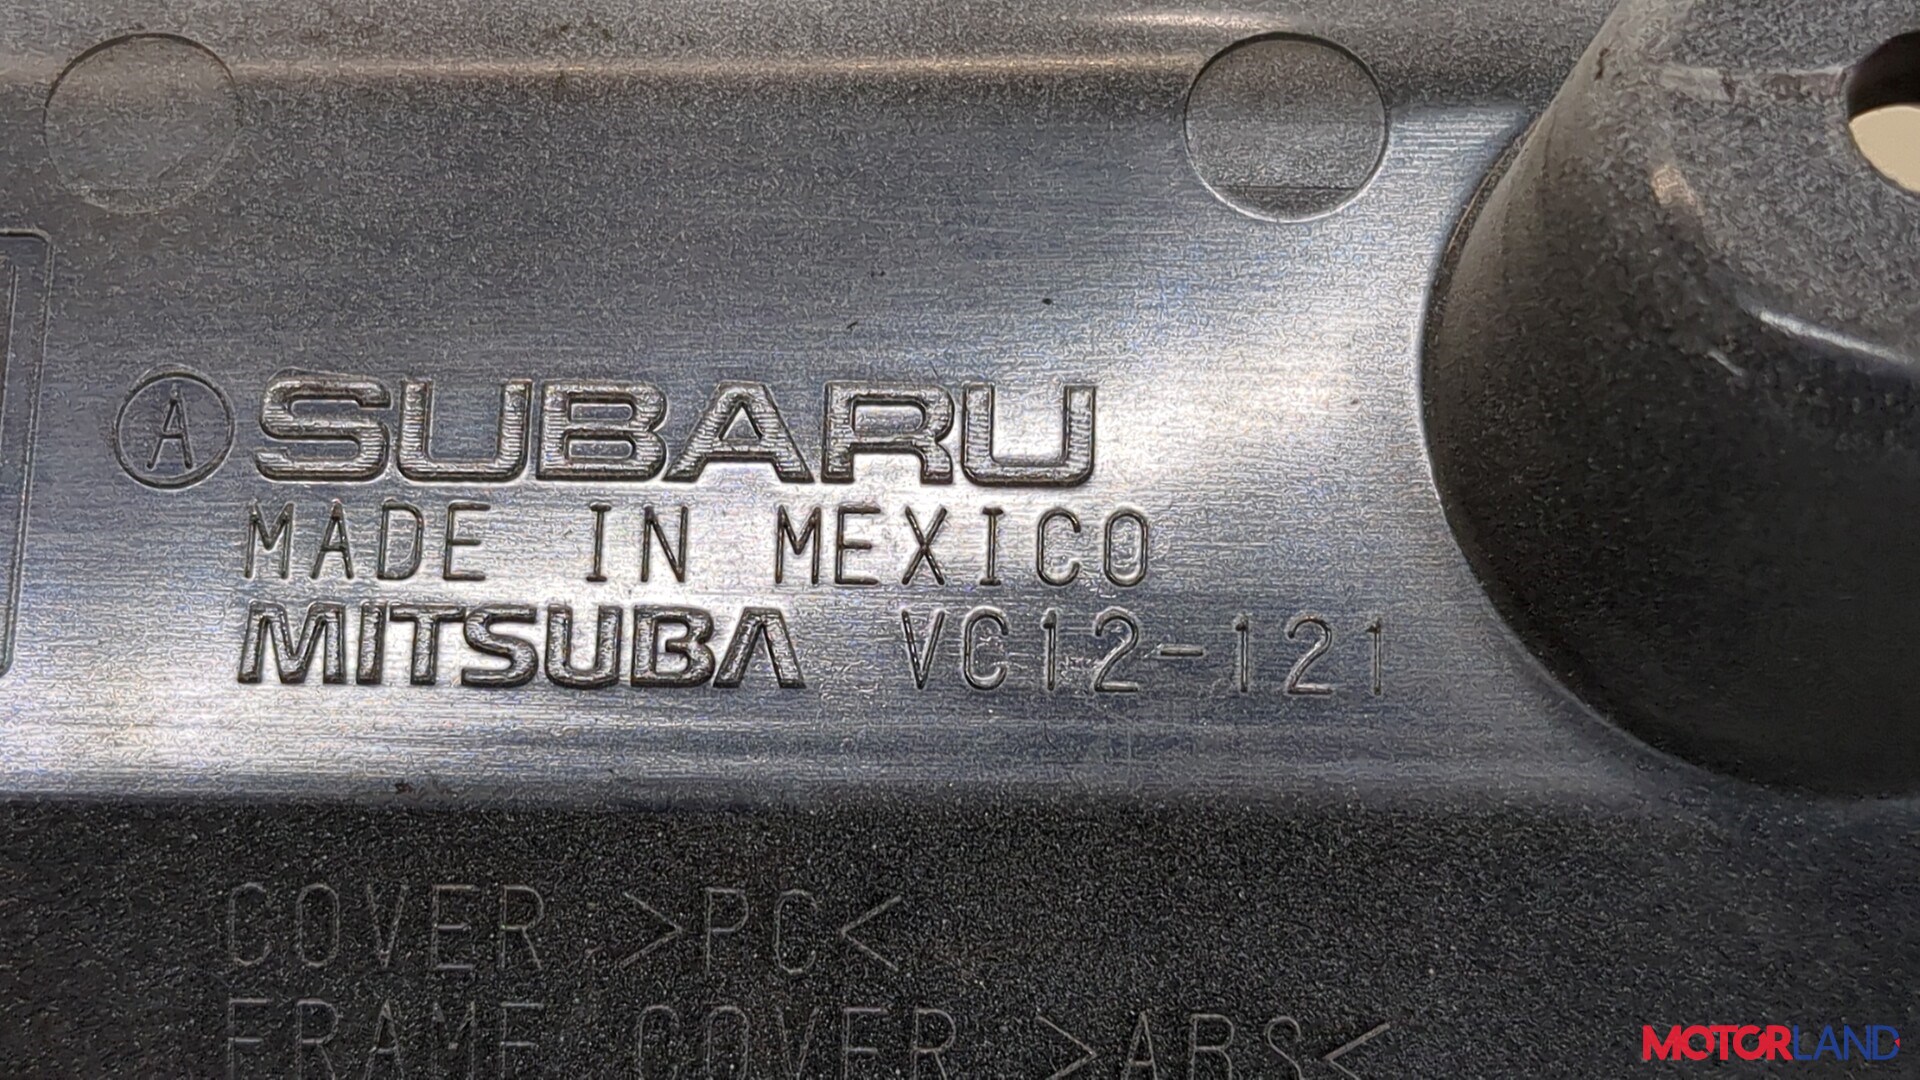 Ⓐ SUBARU
MADE IN MEXICO
MITSUBA VC12-121
COVER >PC<
FRAME COVER >ABS<
MOTORLAND